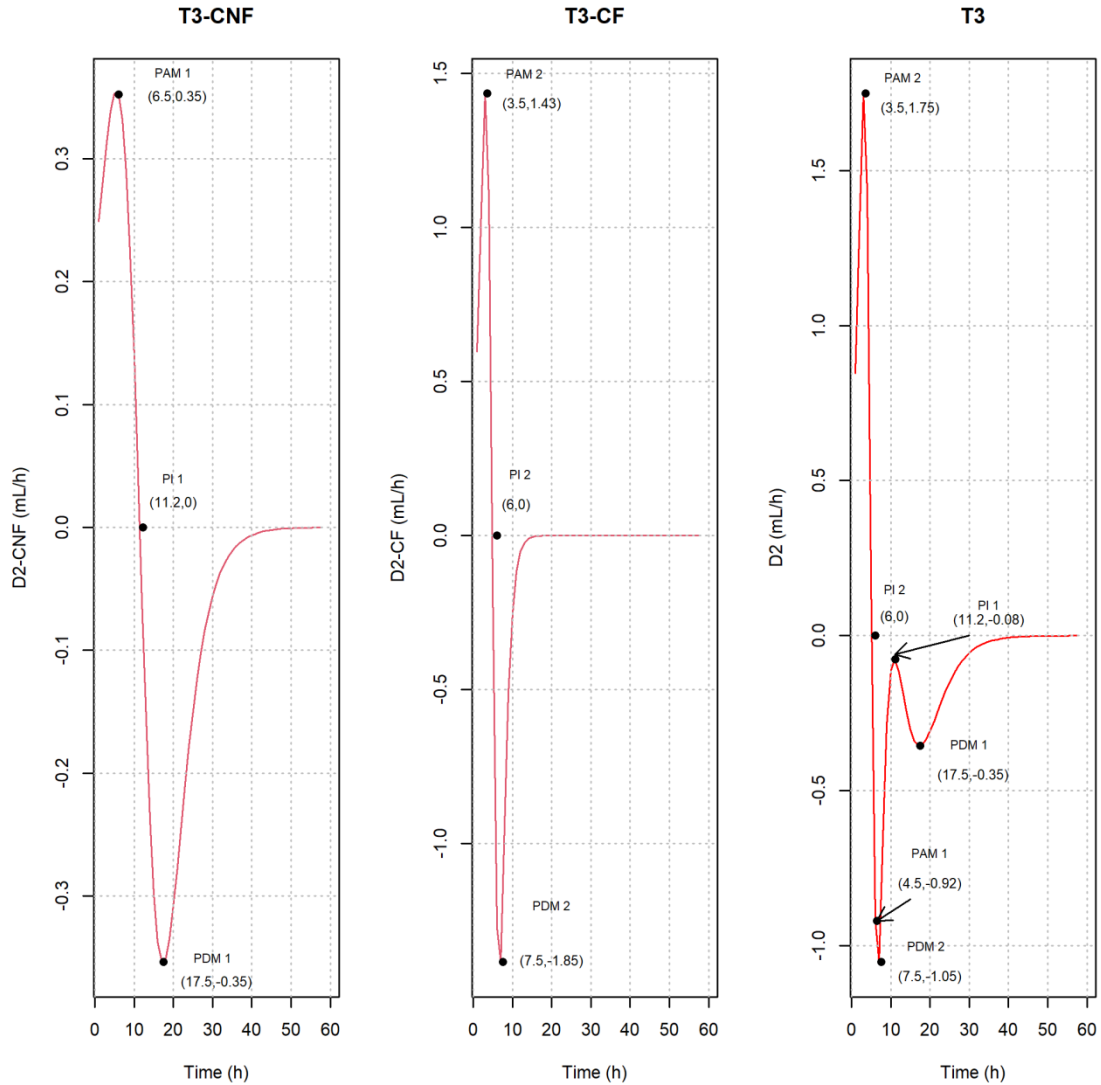 T3-CNF
D2-CNF (mL/h)
0.3
0.2
0.1
0.0
-0.1
-0.2
-0.3
PAM 1
(6.5,0.35)
PI 1
(11.2,0)
PDM 1
(17.5,-0.35)
0 10 20 30 40 50 60
Time (h)
T3-CF
D2-CF (mL/h)
1.5
1.0
0.5
0.0
-0.5
-1.0
PAM 2
(3.5,1.43)
PI 2
(6,0)
PDM 2
(7.5,-1.85)
0 10 20 30 40 50 60
Time (h)
T3
D2 (mL/h)
1.5
1.0
0.5
0.0
-0.5
-1.0
PAM 2
(3.5,1.75)
PI 2
(6,0)
PI 1
(11.2,-0.08)
PDM 1
(17.5,-0.35)
PAM 1
(4.5,-0.92)
PDM 2
(7.5,-1.05)
0 10 20 30 40 50 60
Time (h)